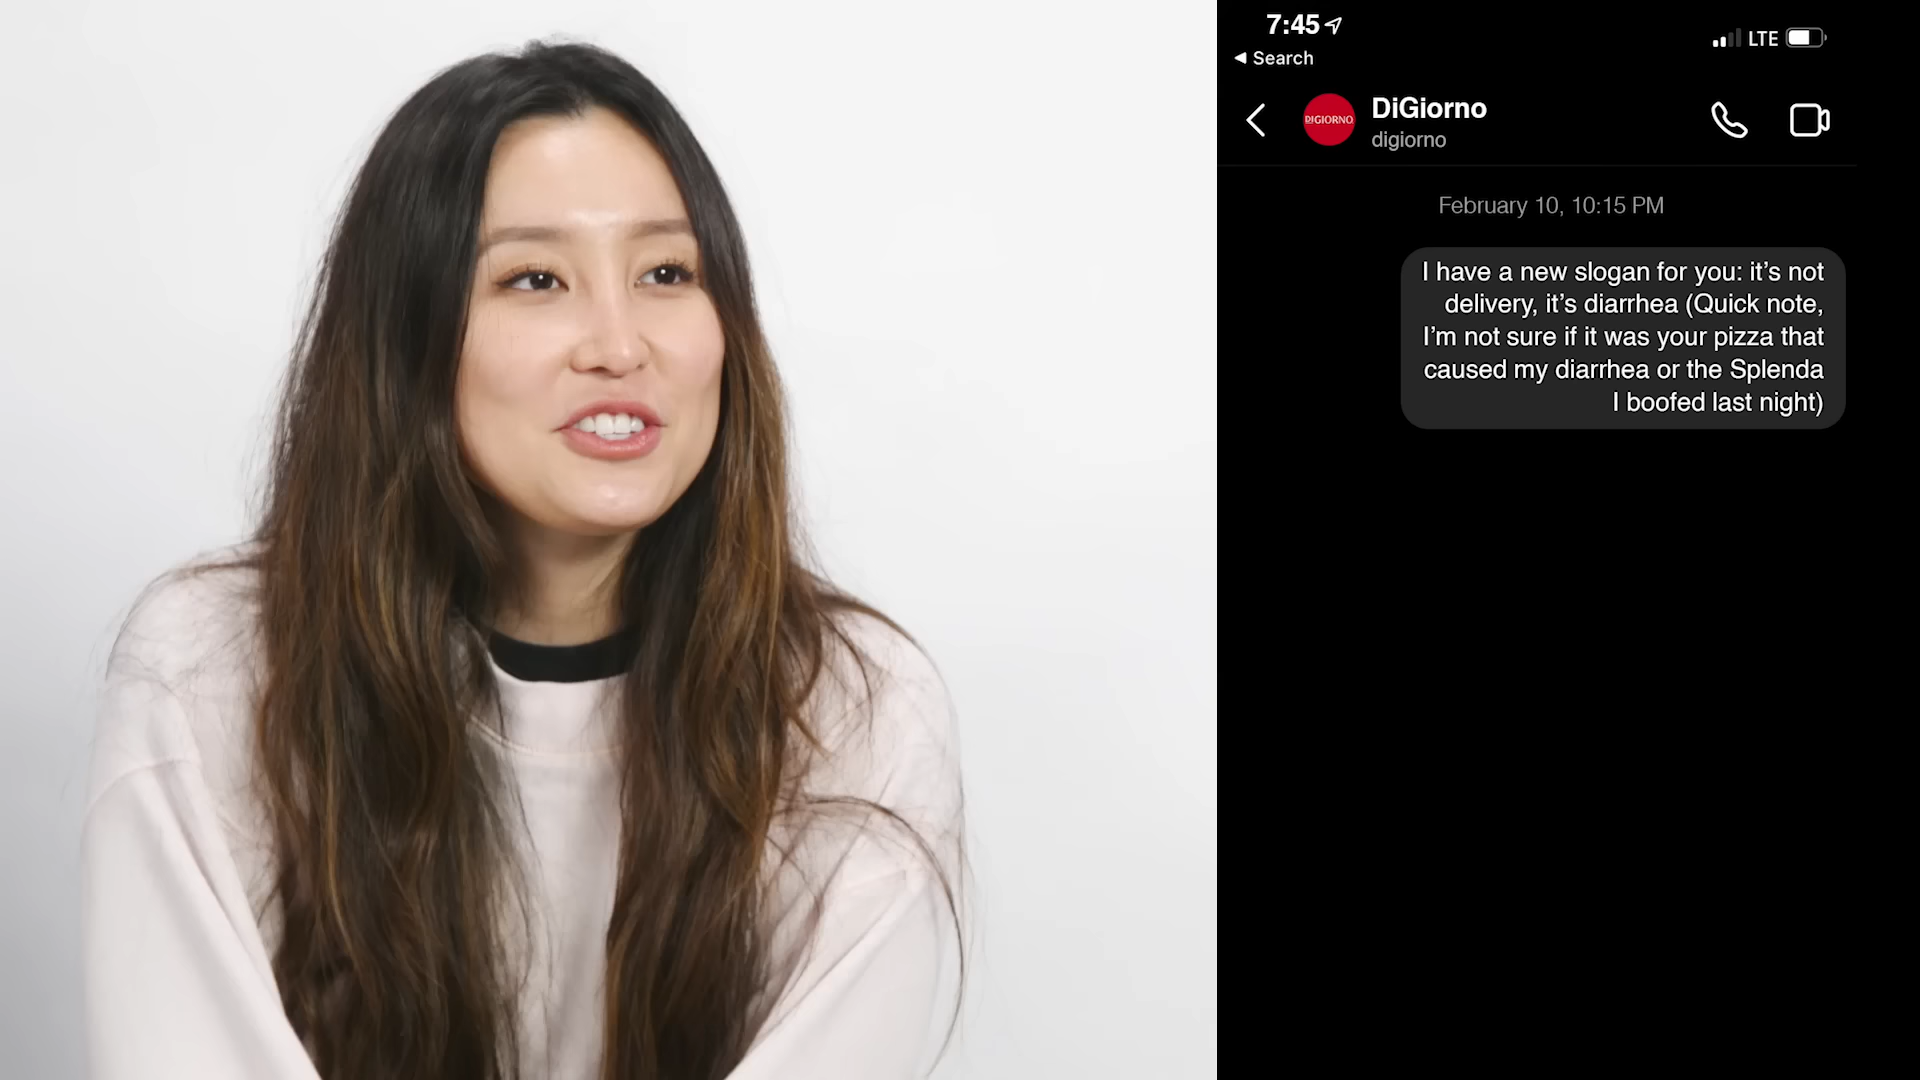 7:45
LTE
◀ Search
DIGIORNO
DiGiorno
digiorno
February 10, 10:15 PM
I have a new slogan for you: it’s not
delivery, it’s diarrhea (Quick note,
I’m not sure if it was your pizza that
caused my diarrhea or the Splenda
I boofed last night)